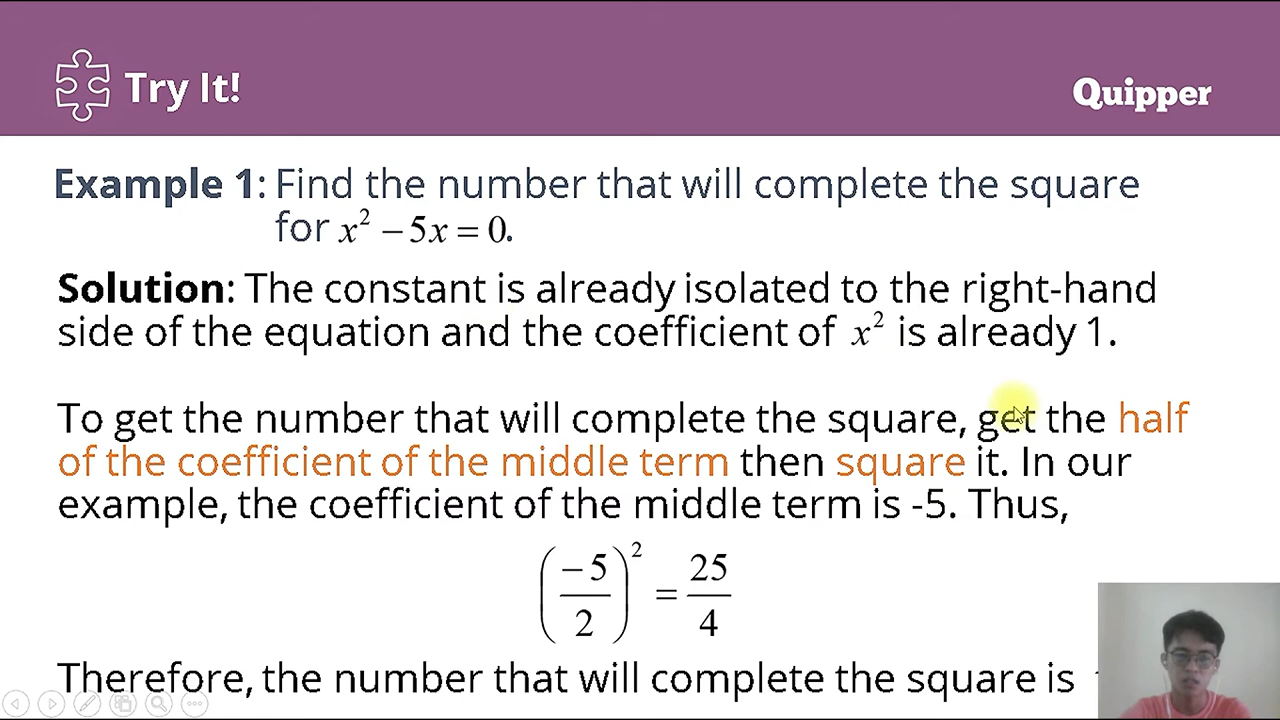 Try It!
Quipper
Example 1: Find the number that will complete the square
for x² − 5x = 0.
Solution: The constant is already isolated to the right-hand
side of the equation and the coefficient of x² is already 1.
To get the number that will complete the square, get the half
of the coefficient of the middle term then square it. In our
example, the coefficient of the middle term is -5. Thus,
(−5/2)² = 25/4
Therefore, the number that will complete the square is